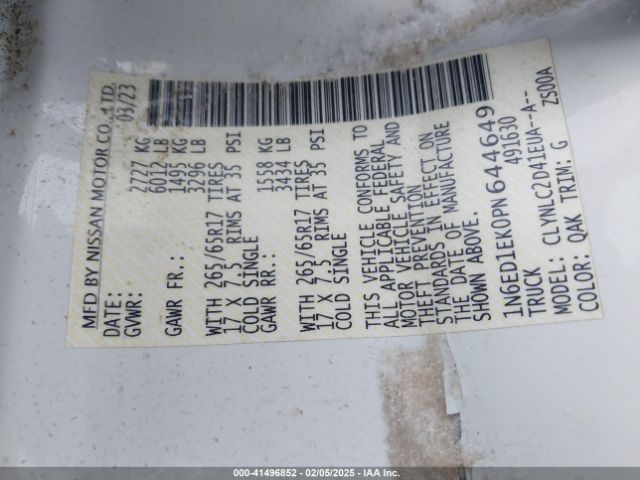 MFD BY NISSAN MOTOR CO.,LTD.
DATE: 03/23
GVWR: 2727 KG
6012 LB
GAWR FR.: 1495 KG
3296 LB
WITH 265/65R17 TIRES
17 X 7.5 RIMS AT 35 PSI
COLD SINGLE
GAWR RR.: 1558 KG
3434 LB
WITH 265/65R17 TIRES
17 X 7.5 RIMS AT 35 PSI
COLD SINGLE
THIS VEHICLE CONFORMS TO
ALL APPLICABLE FEDERAL
MOTOR VEHICLE SAFETY AND
THEFT PREVENTION
STANDARDS IN EFFECT ON
THE DATE OF MANUFACTURE
SHOWN ABOVE.
1N6ED1EK0PN644649
TRUCK 491630
MODEL: CLYNLC2D41EUA--A--
COLOR: QAK TRIM: G ZS00A
000-41496852 / 02/05/2025 - IAA Inc.